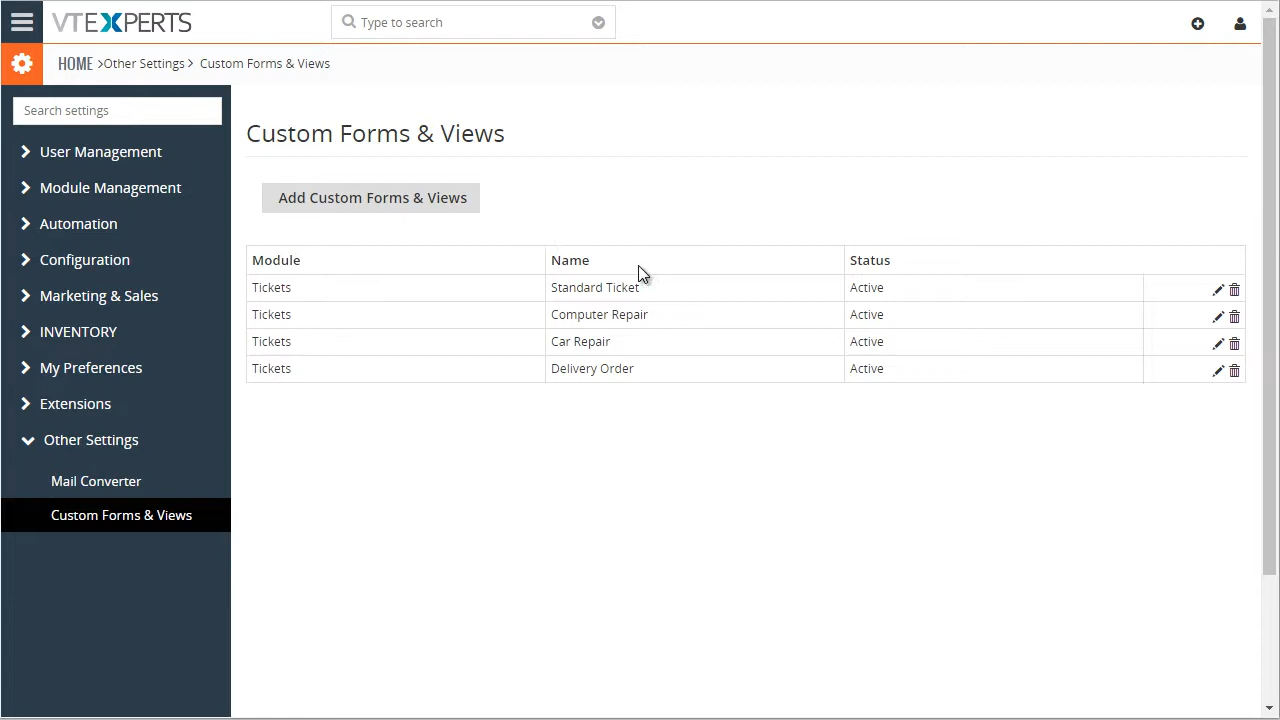 VTEXPERTS
Type to search
HOME >Other Settings > Custom Forms & Views
Search settings
User Management
Module Management
Automation
Configuration
Marketing & Sales
INVENTORY
My Preferences
Extensions
Other Settings
Mail Converter
Custom Forms & Views
Custom Forms & Views
Add Custom Forms & Views
Module Name Status
Tickets Standard Ticket Active
Tickets Computer Repair Active
Tickets Car Repair Active
Tickets Delivery Order Active